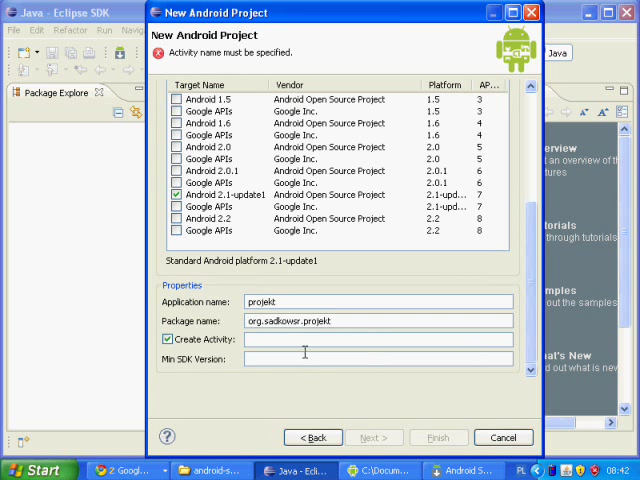 Java - Eclipse SDK
File Edit Refactor Run Navig
Package Explore
New Android Project
New Android Project
Activity name must be specified.
Target Name Vendor Platform AP...
Android 1.5 Android Open Source Project 1.5 3
Google APIs Google Inc. 1.5 3
Android 1.6 Android Open Source Project 1.6 4
Google APIs Google Inc. 1.6 4
Android 2.0 Android Open Source Project 2.0 5
Google APIs Google Inc. 2.0 5
Android 2.0.1 Android Open Source Project 2.0.1 6
Google APIs Google Inc. 2.0.1 6
Android 2.1-update1 Android Open Source Project 2.1-upd... 7
Google APIs Google Inc. 2.1-upd... 7
Android 2.2 Android Open Source Project 2.2 8
Google APIs Google Inc. 2.2 8
Standard Android platform 2.1-update1
Properties
Application name: projekt
Package name: org.sadkowsr.projekt
Create Activity:
Min SDK Version:
< Back Next > Finish Cancel
Java
erview
t an overview of th
tures
torials
through tutorials
mples
out the samples
at's New
d out what is new
Start 2 Googl... android-s... Java - Ecli... C:\Docum... Android S... PL 08:42